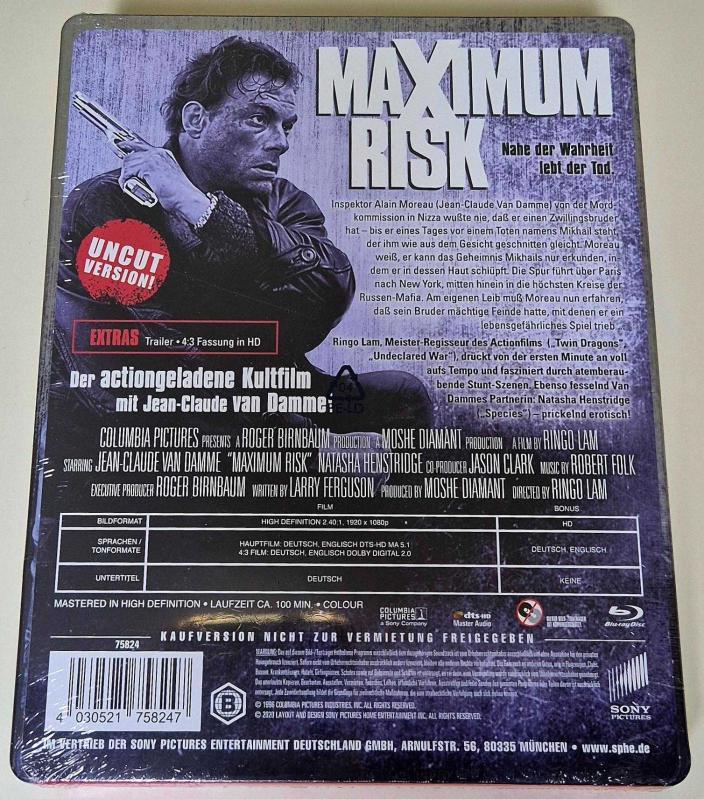 MAXIMUM
RISK
Nahe der Wahrheit
lebt der Tod.
Inspektor Alain Moreau (Jean-Claude Van Damme) von der Mord-
kommission in Nizza wußte nie, daß er einen Zwillingsbruder
hat – bis er eines Tages vor einem Toten namens Mikhail steht,
der ihm wie aus dem Gesicht geschnitten gleicht. Moreau
weiß, er kann das Geheimnis Mikhails nur erkunden, in-
dem er in dessen Haut schlüpft. Die Spur führt über Paris
nach New York, mitten hinein in die höchsten Kreise der
Russen-Mafia. Am eigenen Leib muß Moreau nun erfahren,
daß sein Bruder mächtige Feinde hatte, mit denen er ein
lebensgefährliches Spiel trieb ...
Ringo Lam, Meister-Regisseur des Actionfilms („Twin Dragons",
„Undeclared War"), drückt von der ersten Minute an voll
aufs Tempo und fasziniert durch atemberau-
bende Stunt-Szenen. Ebenso fesselnd Van
Dammes Partnerin: Natasha Henstridge
(„Species") – prickelnd erotisch!
UNCUT
VERSION!
EXTRAS Trailer • 4:3 Fassung in HD
Der actiongeladene Kultfilm
mit Jean-Claude van Damme.
04
PE-LD
COLUMBIA PICTURES PRESENTS A ROGER BIRNBAUM PRODUCTION A MOSHE DIAMANT PRODUCTION A FILM BY RINGO LAM
STARRING JEAN-CLAUDE VAN DAMME "MAXIMUM RISK" NATASHA HENSTRIDGE CO-PRODUCER JASON CLARK MUSIC BY ROBERT FOLK
EXECUTIVE PRODUCER ROGER BIRNBAUM WRITTEN BY LARRY FERGUSON PRODUCED BY MOSHE DIAMANT DIRECTED BY RINGO LAM
FILM BONUS
BILDFORMAT HIGH DEFINITION 2.40:1, 1920 x 1080p HD
SPRACHEN / TONFORMATE HAUPTFILM: DEUTSCH, ENGLISCH DTS-HD MA 5.1 DEUTSCH, ENGLISCH
4:3 FILM: DEUTSCH, ENGLISCH DOLBY DIGITAL 2.0
UNTERTITEL DEUTSCH KEINE
MASTERED IN HIGH DEFINITION • LAUFZEIT CA. 100 MIN. • COLOUR
COLUMBIA PICTURES
a Sony Company
dts-HD
Master Audio
Blu-ray Disc
KAUFVERSION NICHT ZUR VERMIETUNG FREIGEGEBEN
75824
4 030521 758247
B
© 1996 COLUMBIA PICTURES INDUSTRIES, INC. ALL RIGHTS RESERVED.
© 2020 LAYOUT AND DESIGN SONY PICTURES HOME ENTERTAINMENT INC. ALL RIGHTS RESERVED.
SONY
PICTURES
IM VERTRIEB DER SONY PICTURES ENTERTAINMENT DEUTSCHLAND GMBH, ARNULFSTR. 56, 80335 MÜNCHEN • www.sphe.de